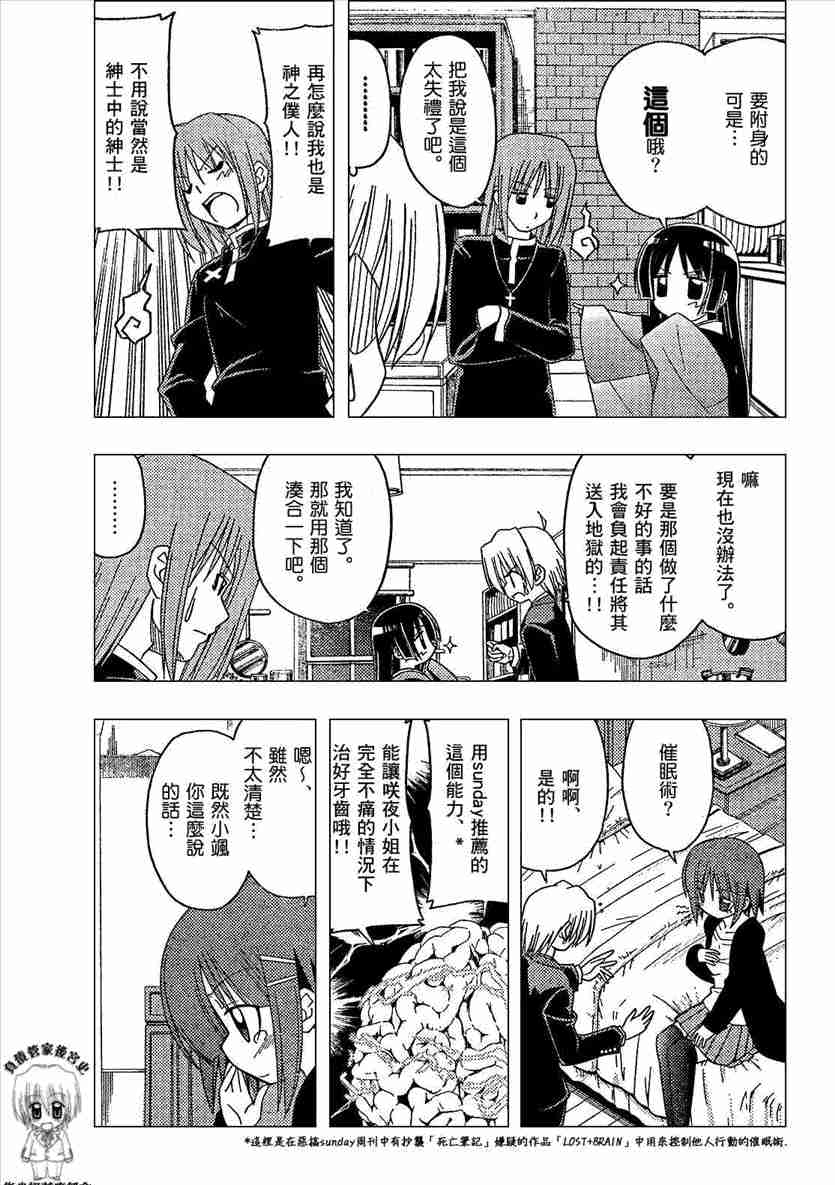 要附身的
可是…
這個哦?
把我說是這個
太失禮了吧。
………
再怎麼說我也是
神之僕人!!
不用說當然是
紳士中的紳士!!
嘛
現在也沒辦法了。
要是那個做了什麼
不好的事的話
我會負起責任將其
送入地獄的…!!
我知道了。
那就用那個
湊合一下吧。
………
催眠術?
啊啊、
是的!!
用sunday推薦的
這個能力、*
能讓咲夜小姐在
完全不痛的情況下
治好牙齒哦!!
嗯～、
雖然
不太清楚…
既然小颯
你這麼說
的話…
*這裡是在惡搞sunday周刊中有抄襲「死亡筆記」嫌疑的作品「LOST+BRAIN」中用來控制他人行動的催眠術.
負債管家後宮史